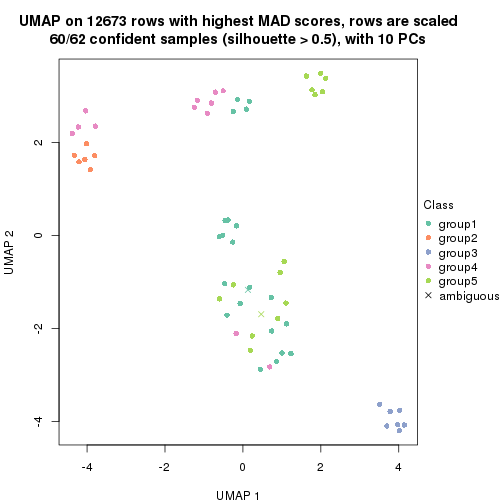 UMAP on 12673 rows with highest MAD scores, rows are scaled
60/62 confident samples (silhouette > 0.5), with 10 PCs
2
0
-2
-4
UMAP 2
-4
-2
0
2
4
UMAP 1
Class
group1
group2
group3
group4
group5
ambiguous